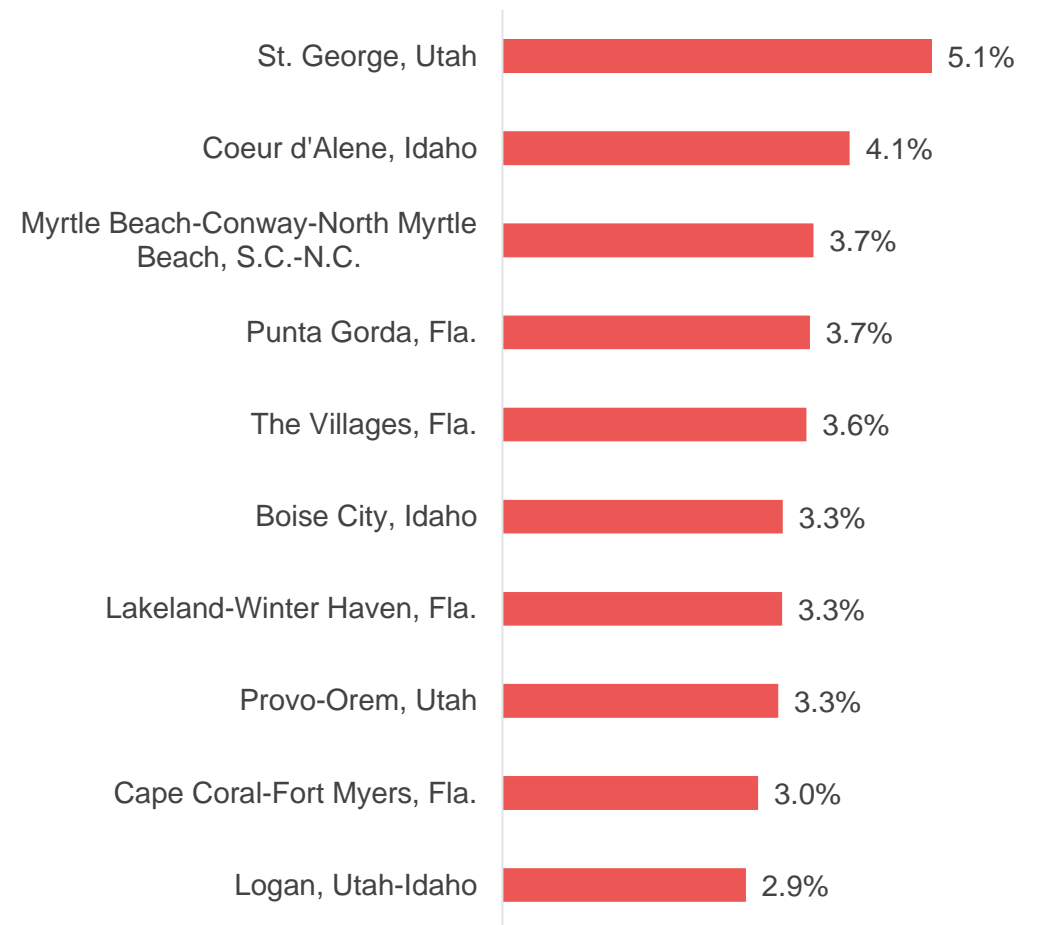 St. George, Utah 5.1%
Coeur d'Alene, Idaho 4.1%
Myrtle Beach-Conway-North Myrtle
Beach, S.C.-N.C. 3.7%
Punta Gorda, Fla. 3.7%
The Villages, Fla. 3.6%
Boise City, Idaho 3.3%
Lakeland-Winter Haven, Fla. 3.3%
Provo-Orem, Utah 3.3%
Cape Coral-Fort Myers, Fla. 3.0%
Logan, Utah-Idaho 2.9%